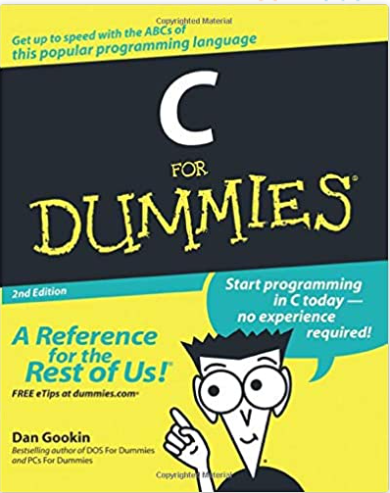 Copyrighted Material
Get up to speed with the ABCs of
this popular programming language
C
FOR
DUMMIES®
2nd Edition
Start programming
in C today —
no experience
required!
A Reference
for the
Rest of Us!®
FREE eTips at dummies.com®
Dan Gookin
Bestselling author of DOS For Dummies
and PCs For Dummies
Copyrighted Material